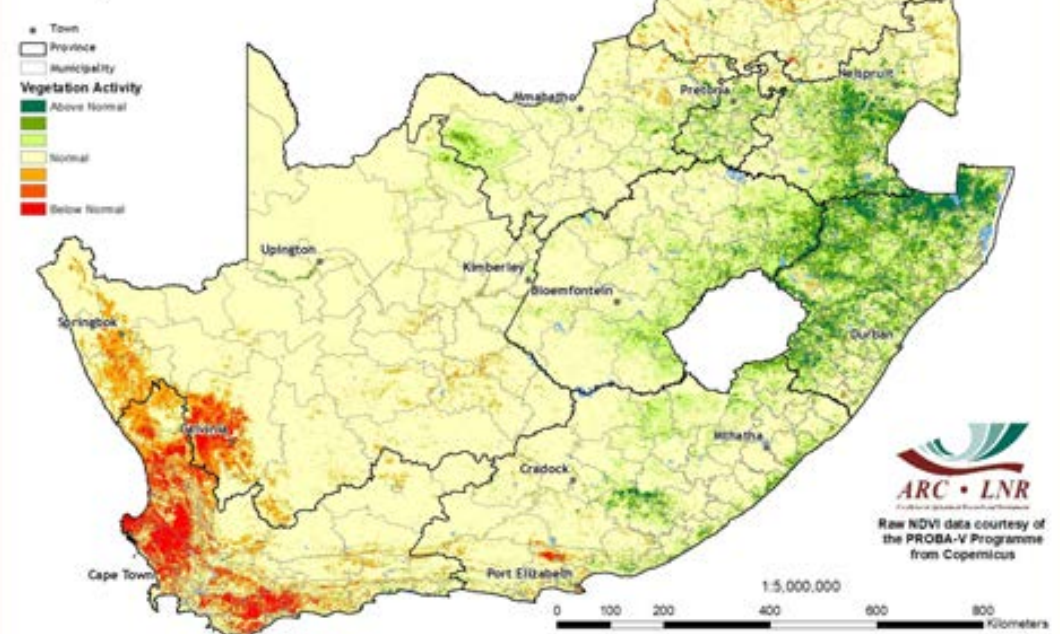 Town
Province
Municipality
Vegetation Activity
Above Normal
Normal
Below Normal
Nelspruit
Pretoria
Mmabatho
Upington
Kimberley
Bloemfontein
Springbok
Durban
Calvinia
Mthatha
Cradock
Cape Town
Port Elizabeth
ARC • LNR
Raw NDVI data courtesy of
the PROBA-V Programme
from Copernicus
1:5,000,000
0 100 200 400 600 800
Kilometers